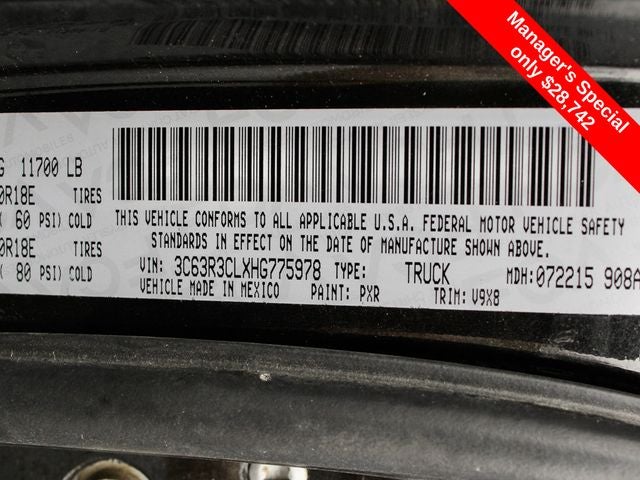 Manager's Special
only $28,742
G 11700 LB
0R18E TIRES
( 60 PSI) COLD
0R18E TIRES
( 80 PSI) COLD
THIS VEHICLE CONFORMS TO ALL APPLICABLE U.S.A. FEDERAL MOTOR VEHICLE SAFETY
STANDARDS IN EFFECT ON THE DATE OF MANUFACTURE SHOWN ABOVE.
VIN: 3C63R3CLXHG775978 TYPE: TRUCK MDH:072215 908A
VEHICLE MADE IN MEXICO PAINT: PXR TRIM: V9X8